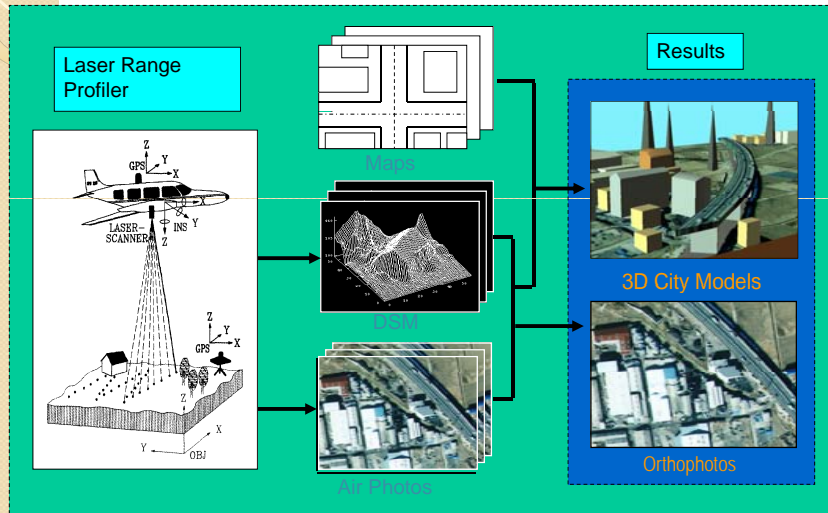 Laser Range
Profiler
Z
Y
GPS
X
X
Y
INS
Z
LASER-
SCANNER
Z
Y
GPS
X
Z
X
Y
OBJ
Maps
DSM
Air Photos
Results
3D City Models
Orthophotos